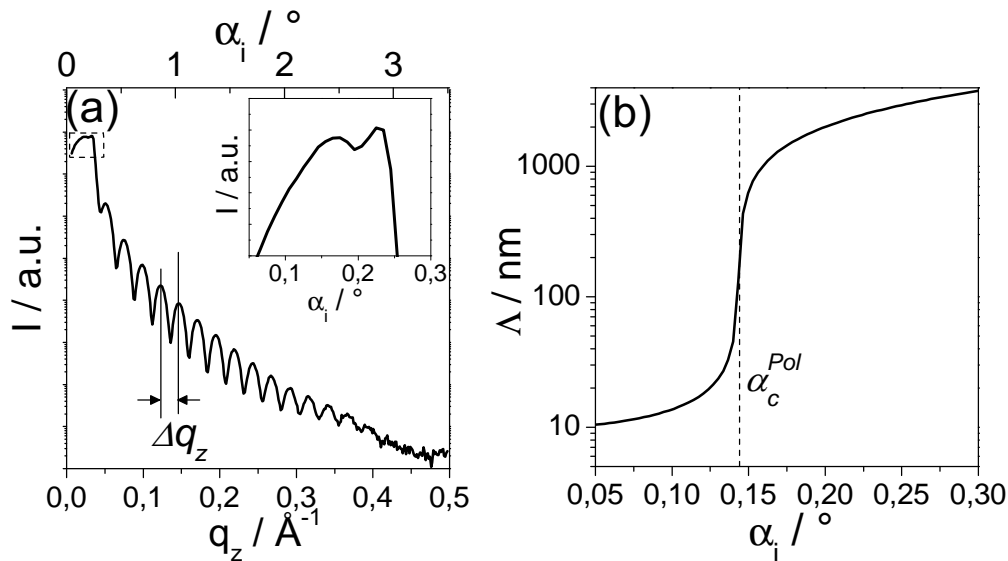 α_i / °
0 1 2 3
(a)
I / a.u.
I / a.u.
0,1 0,2 0,3
α_i / °
Δq_z
0,0 0,1 0,2 0,3 0,4 0,5
q_z / Å^-1
(b)
Λ / nm
1000
100
10
α_c^Pol
0,05 0,10 0,15 0,20 0,25 0,30
α_i / °